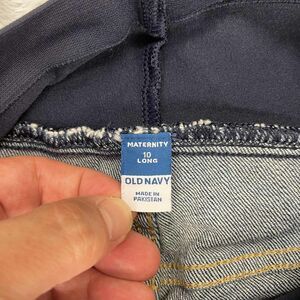 MATERNITY
10
LONG
OLD NAVY
MADE IN
PAKISTAN